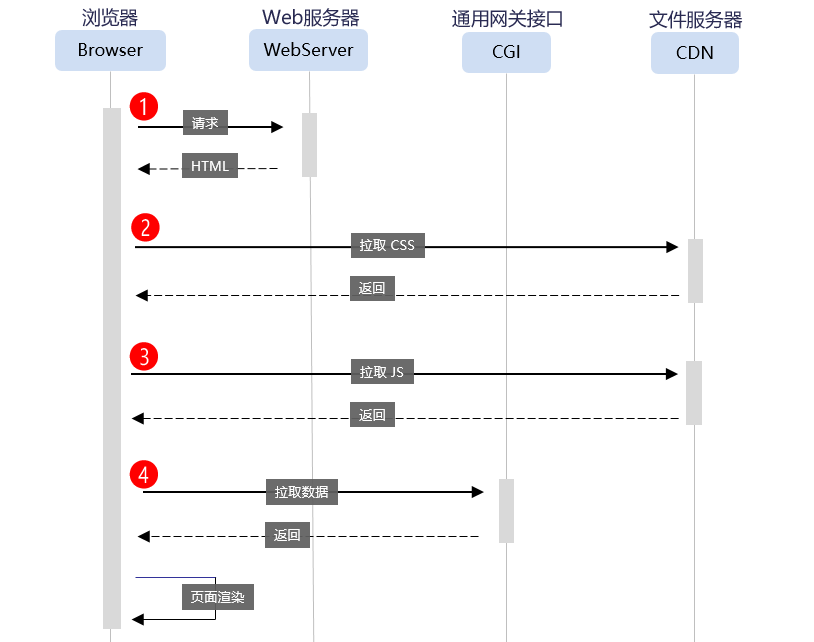 浏览器
Web服务器
通用网关接口
文件服务器
Browser
WebServer
CGI
CDN
1
请求
HTML
2
拉取 CSS
返回
3
拉取 JS
返回
4
拉取数据
返回
页面渲染